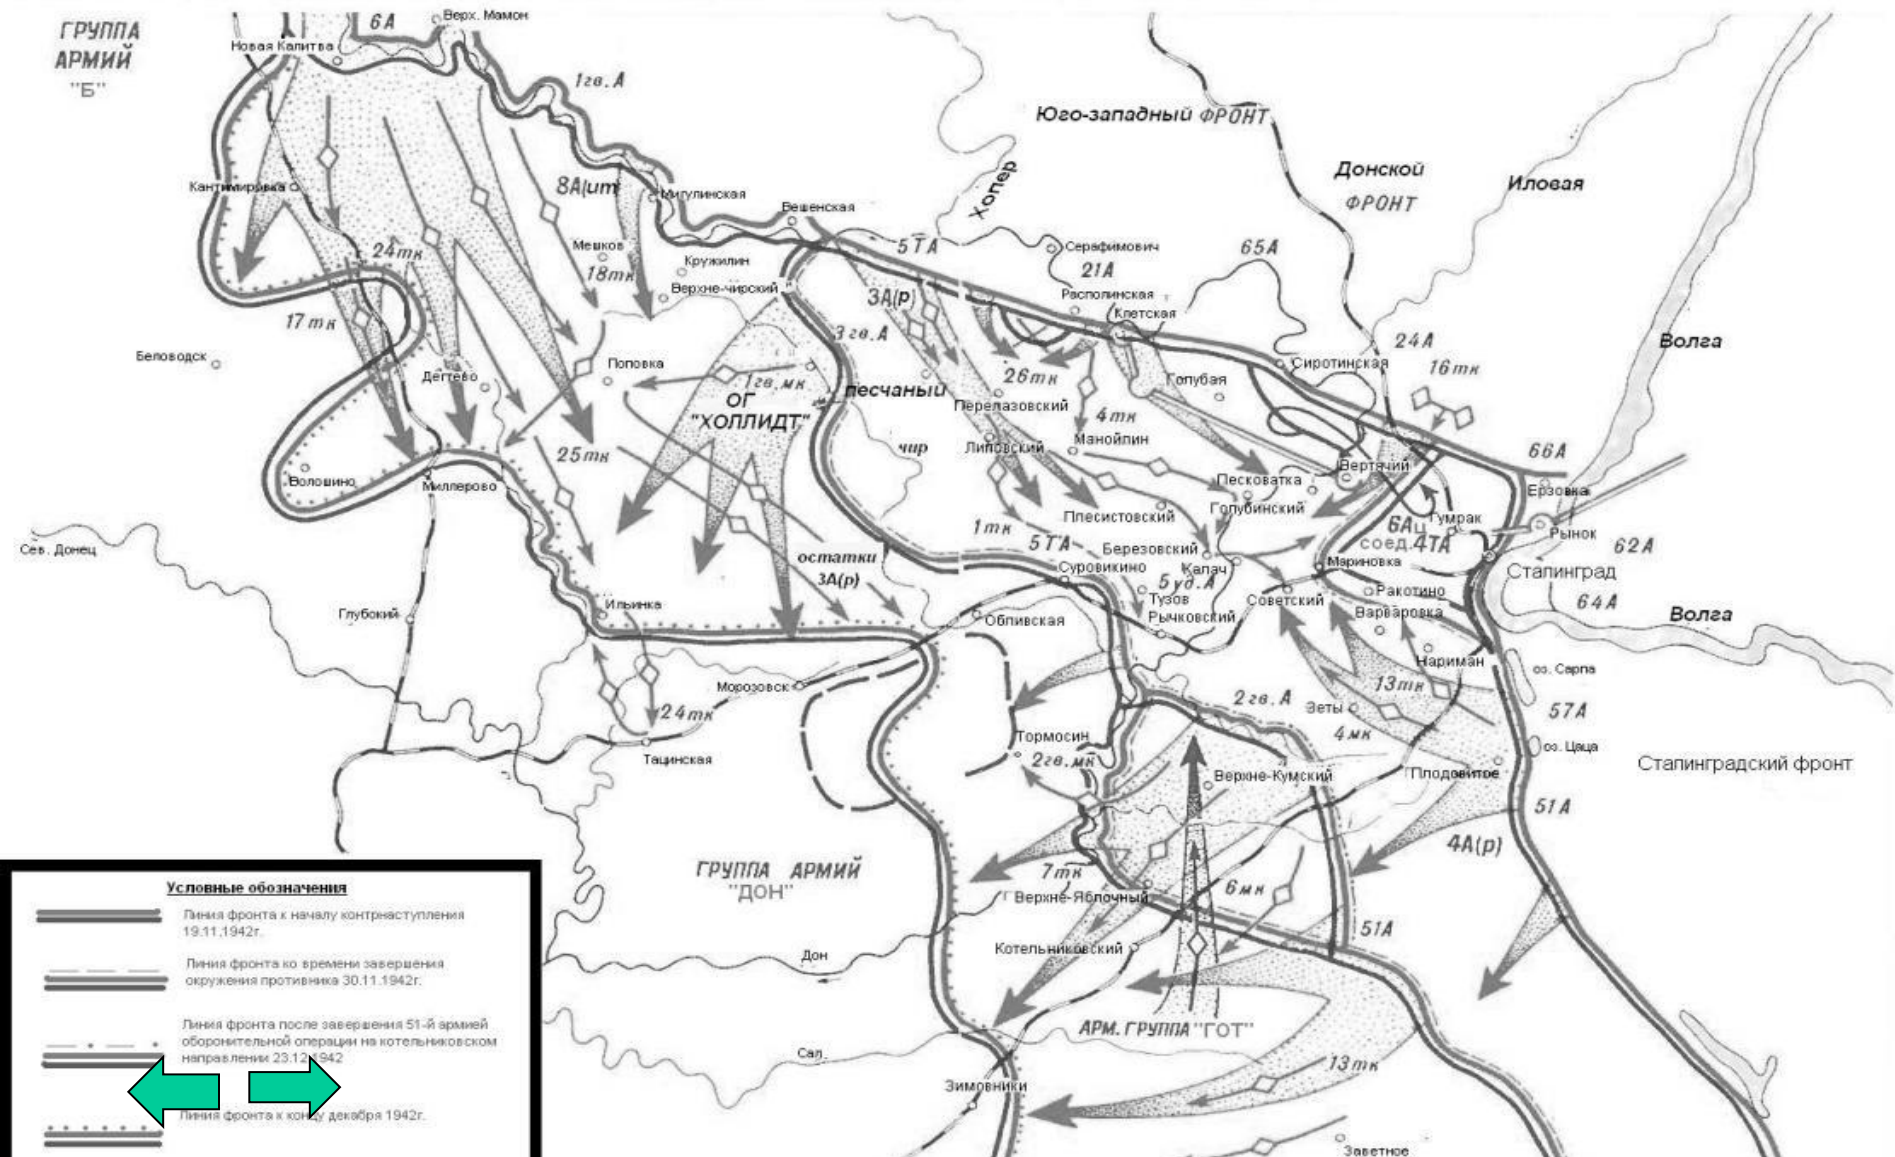 ГРУППА
АРМИЙ
"Б"
6А
Верх. Мамон
Новая Калитва
1гв.А
Юго-западный ФРОНТ
Донской
ФРОНТ
Хопер
Иловая
Кантимировка
8А(ит
Мигулинская
Вешенская
24тк
Мешков
18тк
Кружилин
Верхне-чирский
5ТА
Серафимович
21А
65А
3А(р)
Располинская
Клетская
17тк
3гв.А
24А
16тк
Волга
Беловодск
Дегтево
Поповка
1гв.мк
песчаный
26тк
Голубая
Сиротинская
ОГ
"ХОЛЛИДТ"
Перелазовский
4тк
чир
Липовский
Манойлин
25тк
66А
Вертячий
Волошино
Миллерово
Песковатка
Ерзовка
Голубинский
Плесистовский
1тк
5ТА
6Ац
Гумрак
соед.4ТА
Рынок
62А
Сев. Донец
остатки
3А(р)
Березовский
Суровикино
Калач
5уд.А
Мариновка
Сталинград
Тузов
Советский
Ракотино
64А
Ильинка
Глубокий
Обливская
Рычковский
Варваровка
Волга
Нариман
оз. Сарпа
Морозовск
13тк
24тк
2гв.А
Зеты
57А
4мк
Тормосин
2гв.мк
оз. Цаца
Тацинская
Верхне-Кумский
Плодовитое
Сталинградский фронт
51А
4А(р)
ГРУППА АРМИЙ
"ДОН"
7тк
6мк
Верхне-Яблочный
51А
Котельниковский
Дон
АРМ. ГРУППА "ГОТ"
Сал.
13тк
Зимовники
Заветное
Условные обозначения
Линия фронта к началу контрнаступления
19.11.1942г.
Линия фронта ко времени завершения
окружения противника 30.11.1942г.
Линия фронта после завершения 51-й армией
оборонительной операции на котельниковском
направлении 23.12.1942
Линия фронта к концу декабря 1942г.